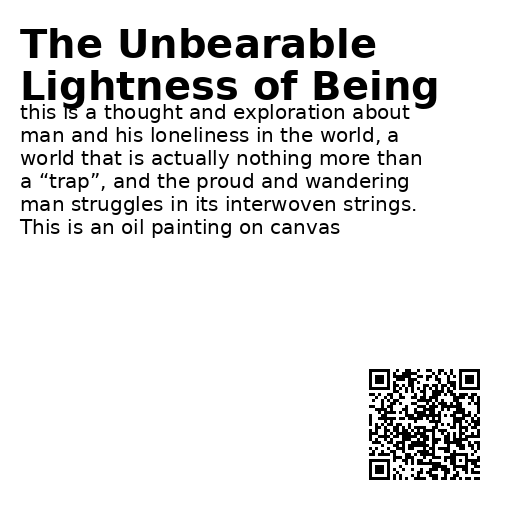 The Unbearable
Lightness of Being
this is a thought and exploration about
man and his loneliness in the world, a
world that is actually nothing more than
a “trap”, and the proud and wandering
man struggles in its interwoven strings.
This is an oil painting on canvas